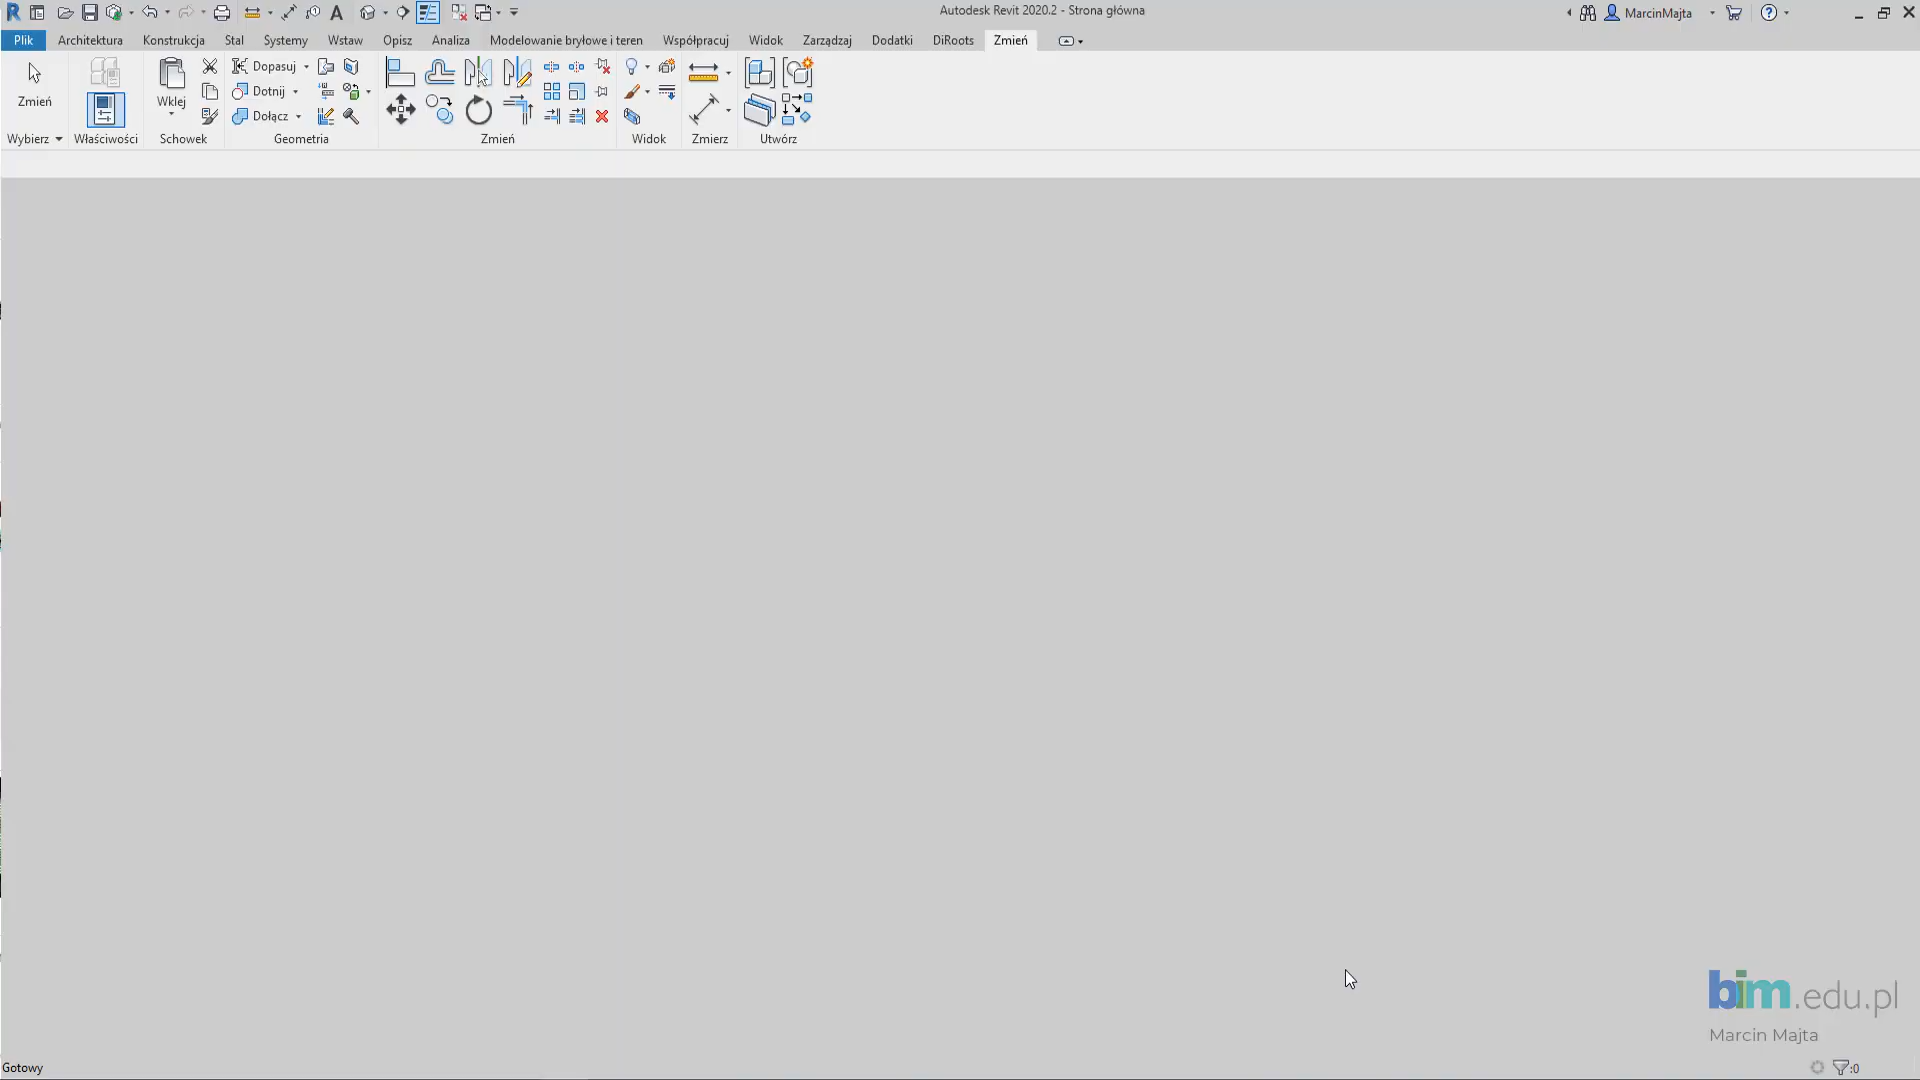 Autodesk Revit 2020.2 - Strona główna
MarcinMajta
Plik Architektura Konstrukcja Stal Systemy Wstaw Opisz Analiza Modelowanie bryłowe i teren Współpracuj Widok Zarządzaj Dodatki DiRoots Zmień
Zmień
Wklej
Dopasuj
Dotnij
Dołącz
Wybierz Właściwości Schowek Geometria Zmień Widok Zmierz Utwórz
bim.edu.pl
Marcin Majta
Gotowy
:0